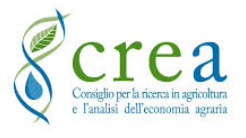 crea
Consiglio per la ricerca in agricoltura
e l'analisi dell'economia agraria